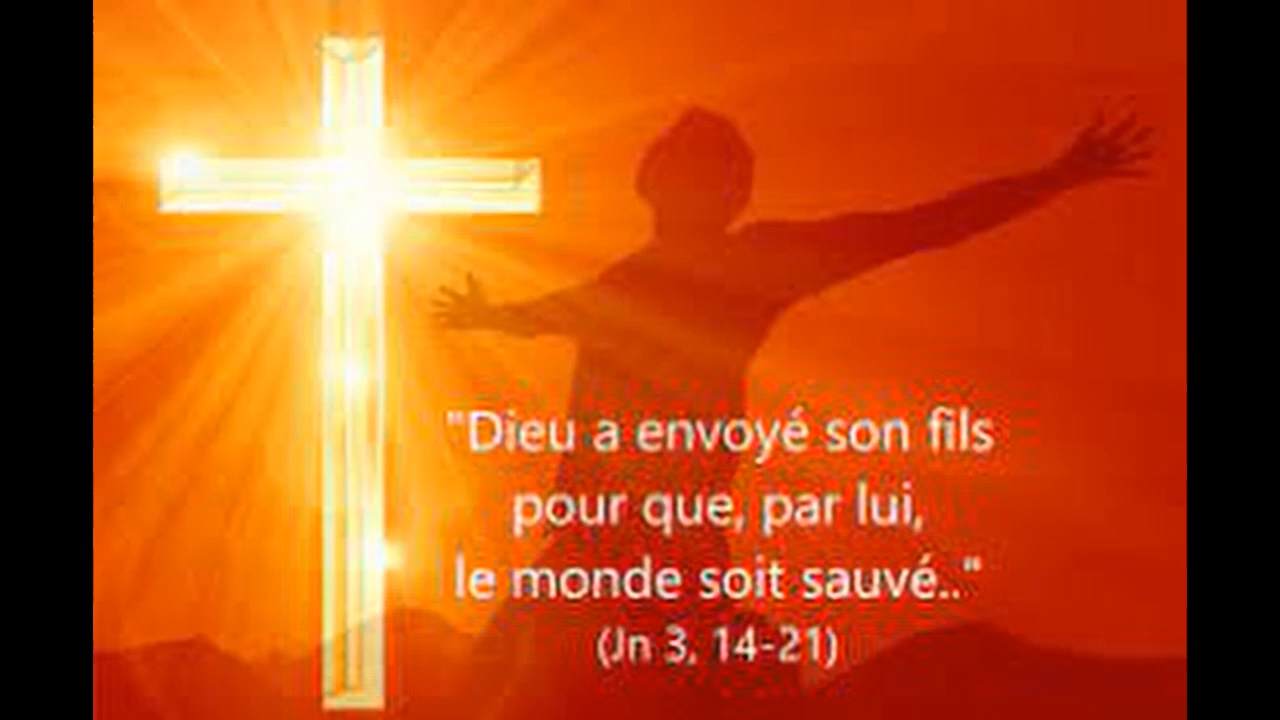 "Dieu a envoyé son fils
pour que, par lui,
le monde soit sauvé.."
(Jn 3, 14-21)